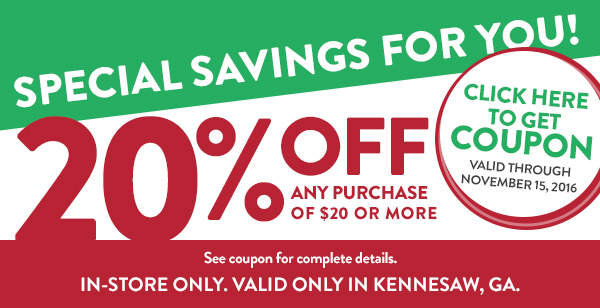 SPECIAL SAVINGS FOR YOU!
20% OFF
ANY PURCHASE
OF $20 OR MORE
CLICK HERE
TO GET
COUPON
VALID THROUGH
NOVEMBER 15, 2016
See coupon for complete details.
IN-STORE ONLY. VALID ONLY IN KENNESAW, GA.